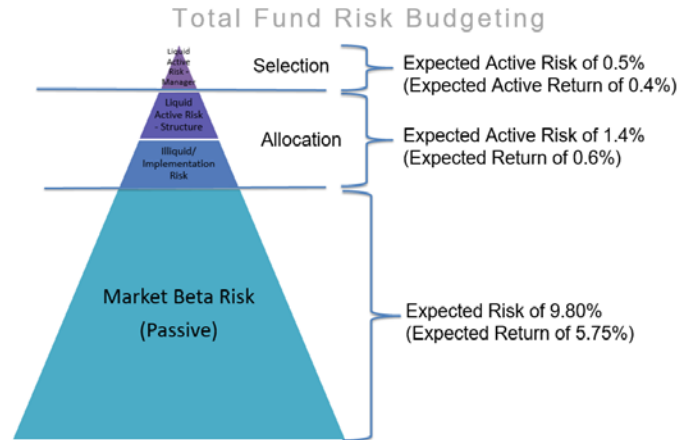 Total Fund Risk Budgeting
Liquid
Active
Risk -
Manager
Selection
Expected Active Risk of 0.5%
(Expected Active Return of 0.4%)
Liquid
Active Risk
- Structure
Allocation
Expected Active Risk of 1.4%
(Expected Return of 0.6%)
Illiquid/
Implementation
Risk
Market Beta Risk
(Passive)
Expected Risk of 9.80%
(Expected Return of 5.75%)